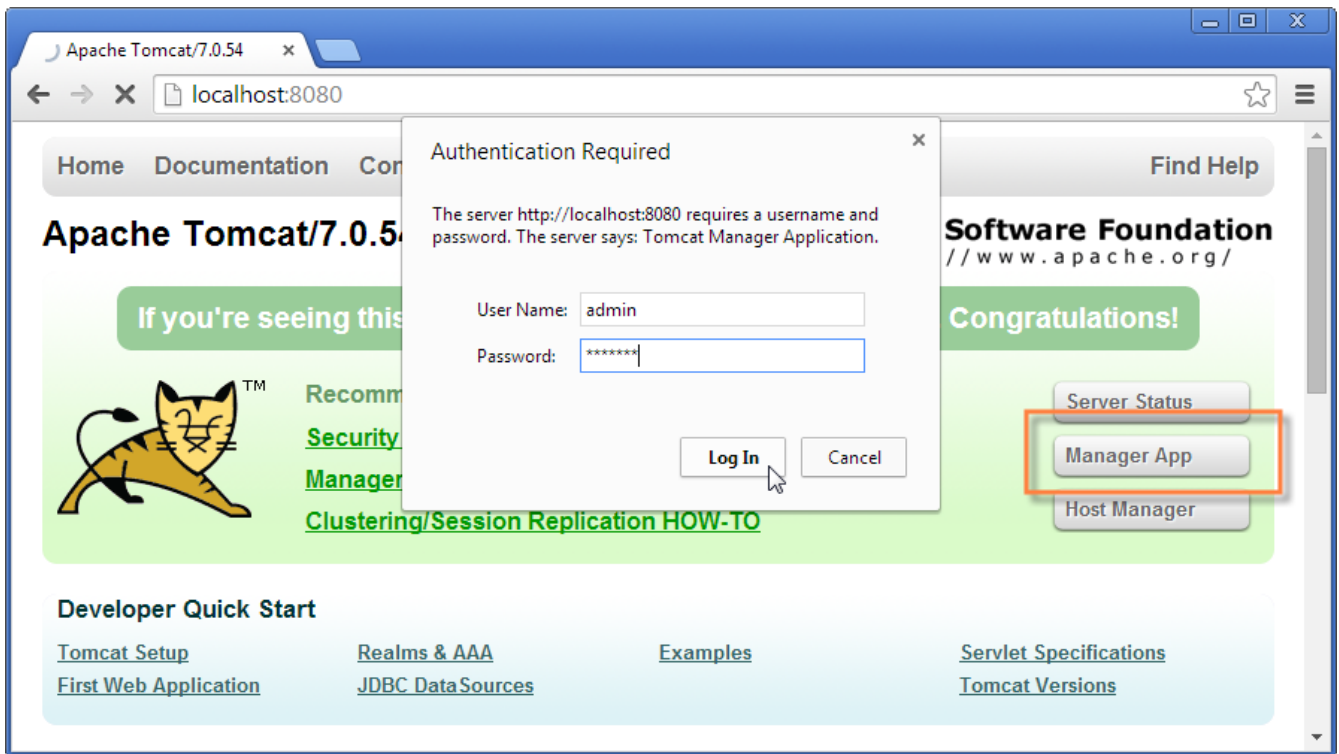 Apache Tomcat/7.0.54
localhost:8080
Authentication Required
Home Documentation Con Find Help
The server http://localhost:8080 requires a username and
password. The server says: Tomcat Manager Application.
Apache Tomcat/7.0.54
Software Foundation
//www.apache.org/
User Name: admin
If you're seeing this Congratulations!
Password: *******
TM
Recomm
Server Status
Security
Manager App
Log In Cancel
Manager
Host Manager
Clustering/Session Replication HOW-TO
Developer Quick Start
Tomcat Setup Realms & AAA Examples Servlet Specifications
First Web Application JDBC DataSources Tomcat Versions